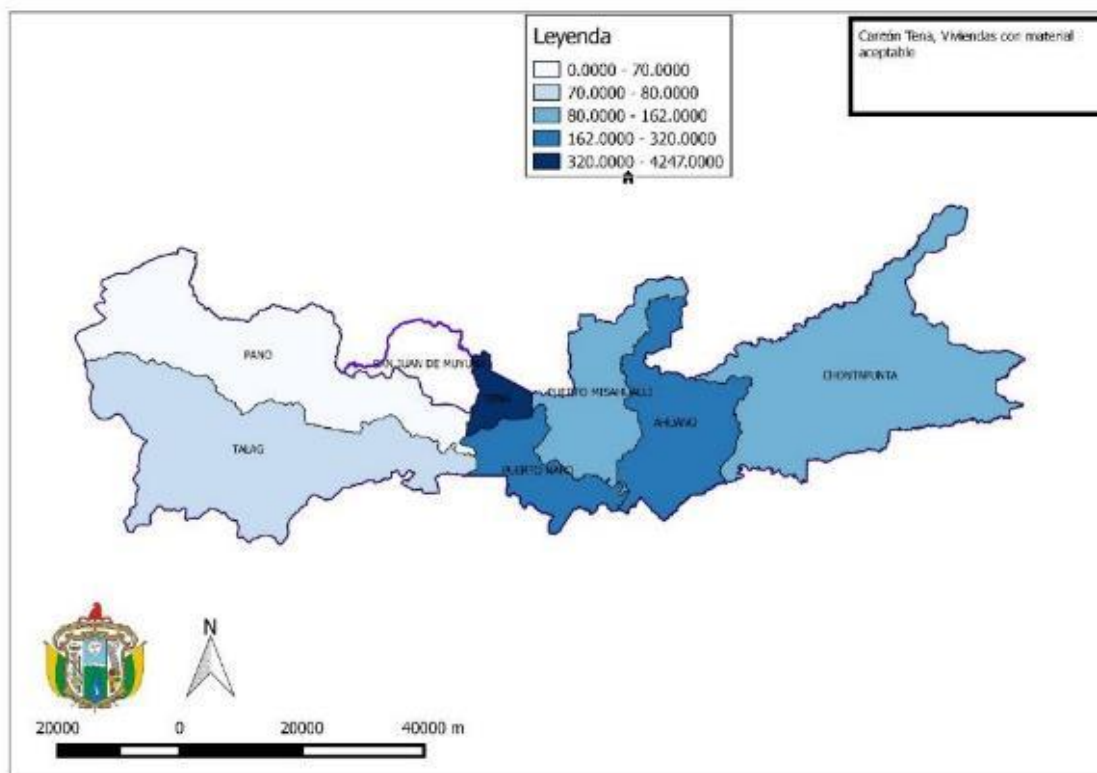 Leyenda
0.0000 - 70.0000
70.0000 - 80.0000
80.0000 - 162.0000
162.0000 - 320.0000
320.0000 - 4247.0000
Cantón Tena, Viviendas con material
aceptable
PANO
SAN JUAN DE MUYUNA
PUERTO MISAHUALLI
CHONTAPUNTA
AHUANO
TALAG
PUERTO NAPO
N
20000 0 20000 40000 m